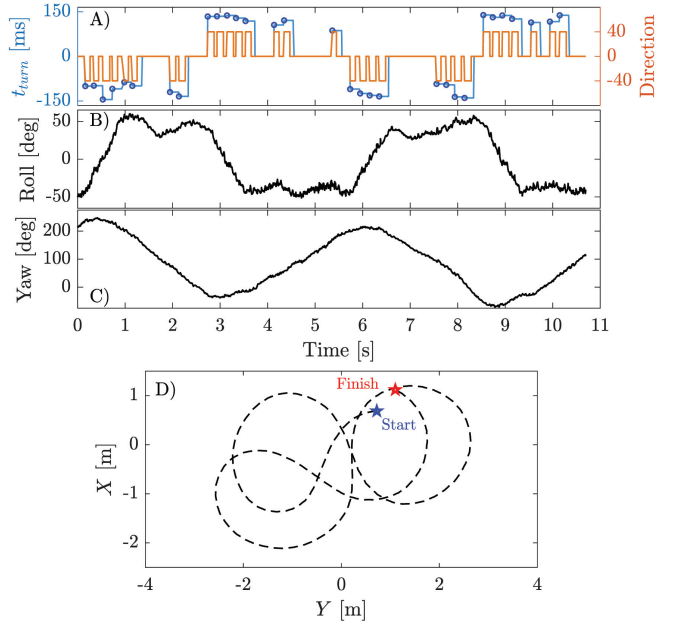 A)
t_turn [ms]
150
0
-150
40
0
-40
Direction
B)
Roll [deg]
50
0
-50
C)
Yaw [deg]
200
100
0
0 1 2 3 4 5 6 7 8 9 10 11
Time [s]
D)
X [m]
1
0
-1
-2
Finish
Start
-4 -2 0 2 4
Y [m]